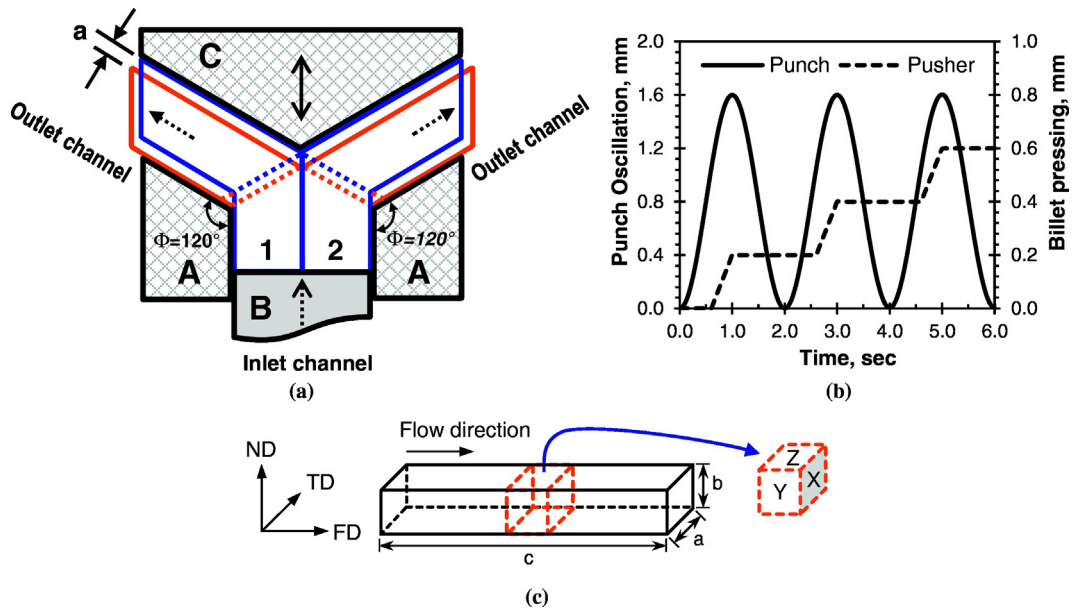 a
C
Outlet channel
Outlet channel
Φ=120°
Φ=120°
1
2
A
A
B
Inlet channel
(a)
Punch
Pusher
Punch Oscillation, mm
2.0
1.6
1.2
0.8
0.4
0.0
Billet pressing, mm
1.0
0.8
0.6
0.4
0.2
0.0
0.0 1.0 2.0 3.0 4.0 5.0 6.0
Time, sec
(b)
ND
TD
FD
Flow direction
b
a
c
Z
Y
X
(c)